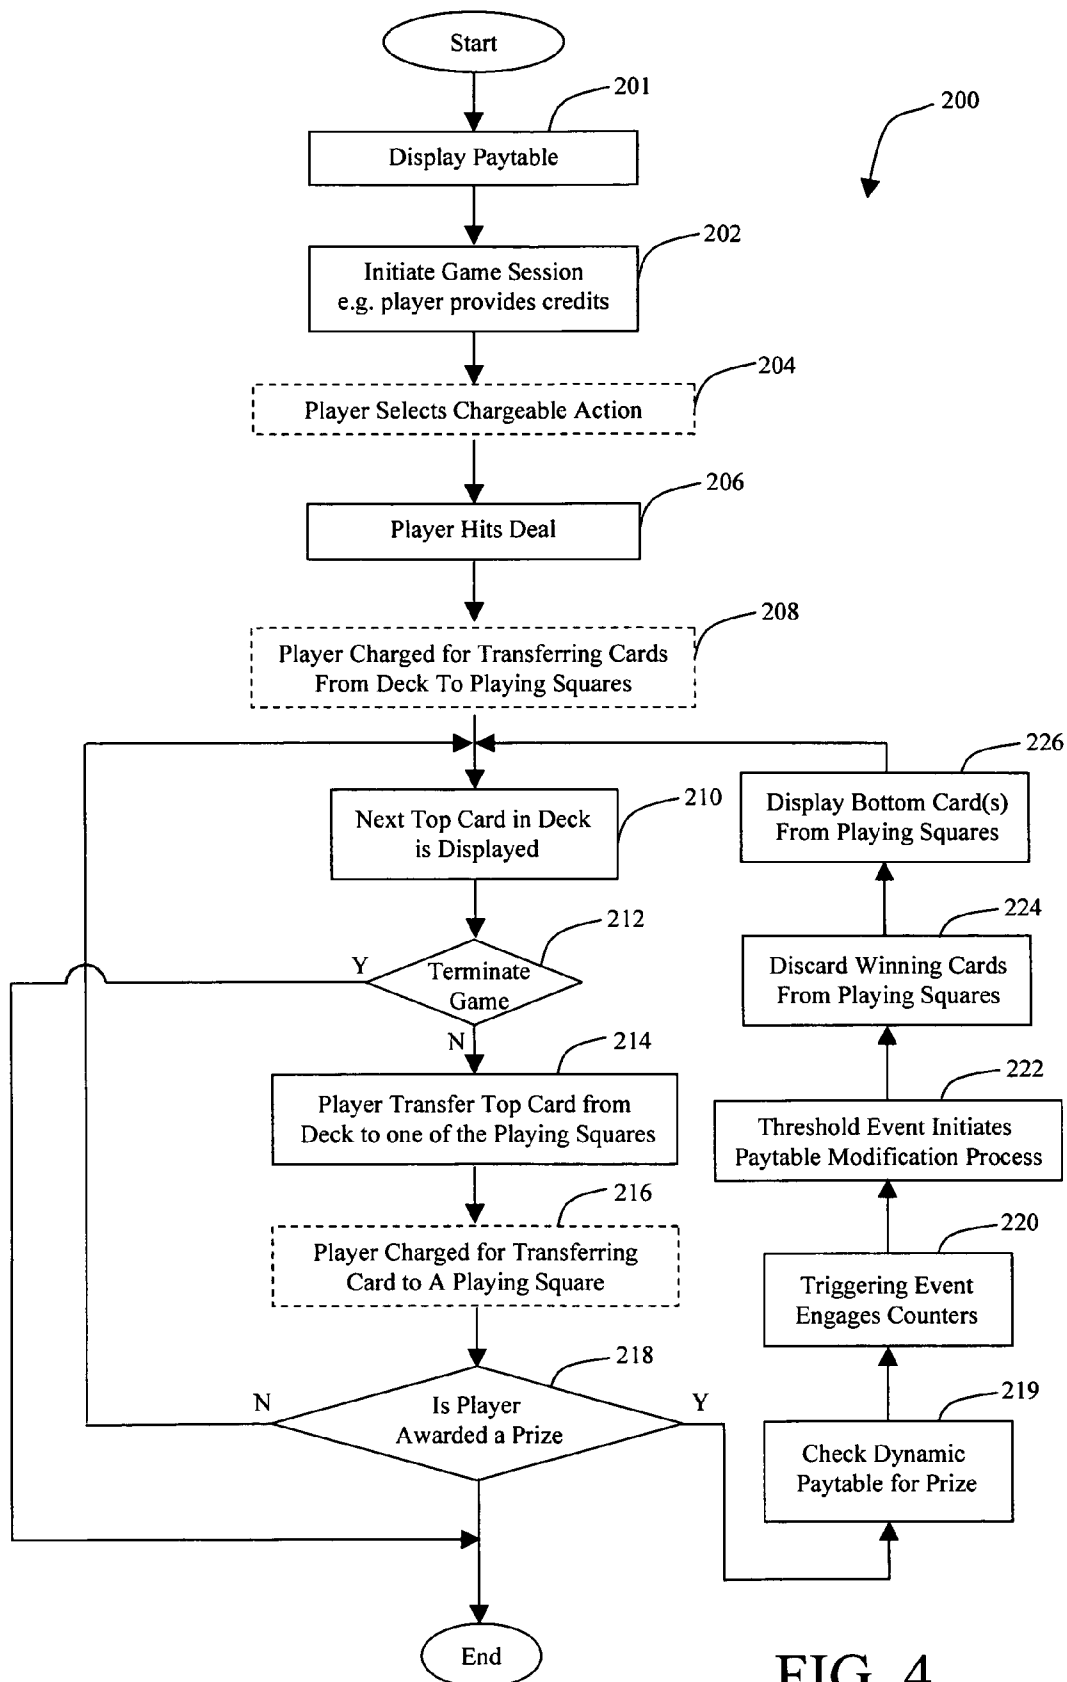 Start
201
200
Display Paytable
202
Initiate Game Session
e.g. player provides credits
204
Player Selects Chargeable Action
206
Player Hits Deal
208
Player Charged for Transferring Cards
From Deck To Playing Squares
210
Next Top Card in Deck
is Displayed
212
Y
Terminate
Game
N
214
Player Transfer Top Card from
Deck to one of the Playing Squares
216
Player Charged for Transferring
Card to A Playing Square
218
N
Is Player
Awarded a Prize
Y
219
Check Dynamic
Paytable for Prize
220
Triggering Event
Engages Counters
222
Threshold Event Initiates
Paytable Modification Process
224
Discard Winning Cards
From Playing Squares
226
Display Bottom Card(s)
From Playing Squares
End
FIG. 4